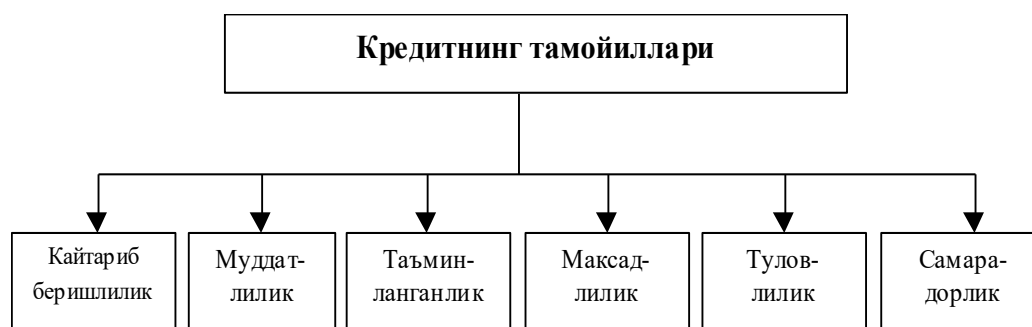 Кредитнинг тамойиллари
Кайтариб
беришлилик
Муддат-
лилик
Таъмин-
ланганлик
Максад-
лилик
Тулов-
лилик
Самара-
дорлик